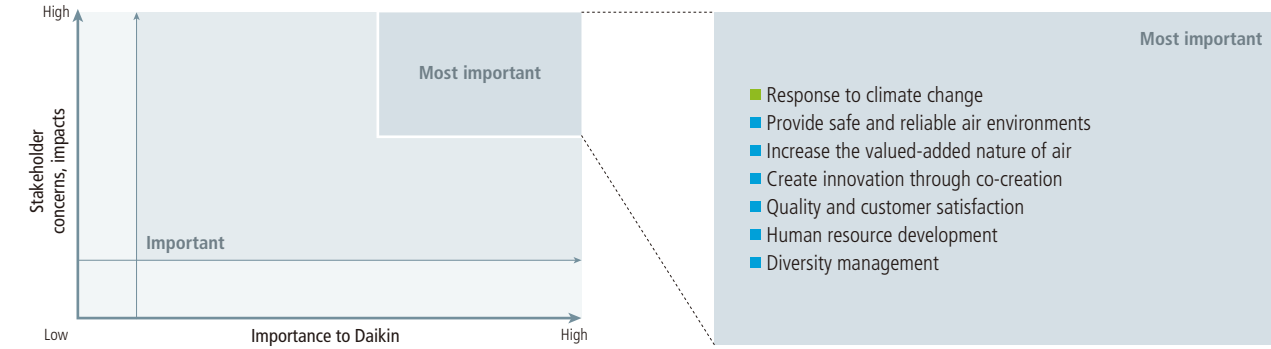 High
Most important
Stakeholder
concerns, impacts
Important
Low
Importance to Daikin
High
Most important
Response to climate change
Provide safe and reliable air environments
Increase the valued-added nature of air
Create innovation through co-creation
Quality and customer satisfaction
Human resource development
Diversity management